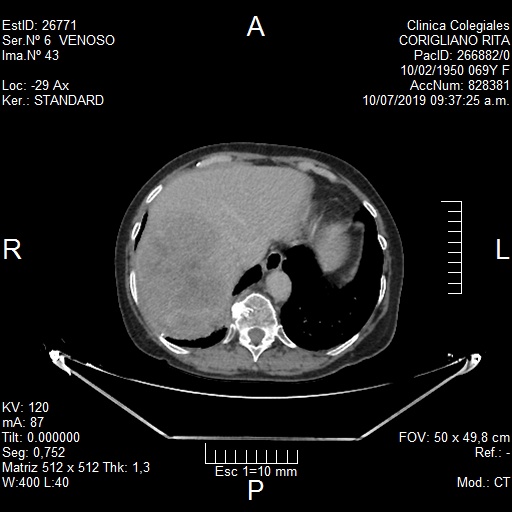 EstID: 26771
Ser.Nº 6 VENOSO
Ima.Nº 43
Loc: -29 Ax
Ker.: STANDARD
A
Clinica Colegiales
CORIGLIANO RITA
PacID: 266882/0
10/02/1950 069Y F
AccNum: 828381
10/07/2019 09:37:25 a.m.
R
L
KV: 120
mA: 87
Tilt: 0.000000
Seg: 0,752
Matriz 512 x 512 Thk: 1,3
W:400 L:40
Esc 1=10 mm
P
FOV: 50 x 49,8 cm
Ref.: -
Mod.: CT